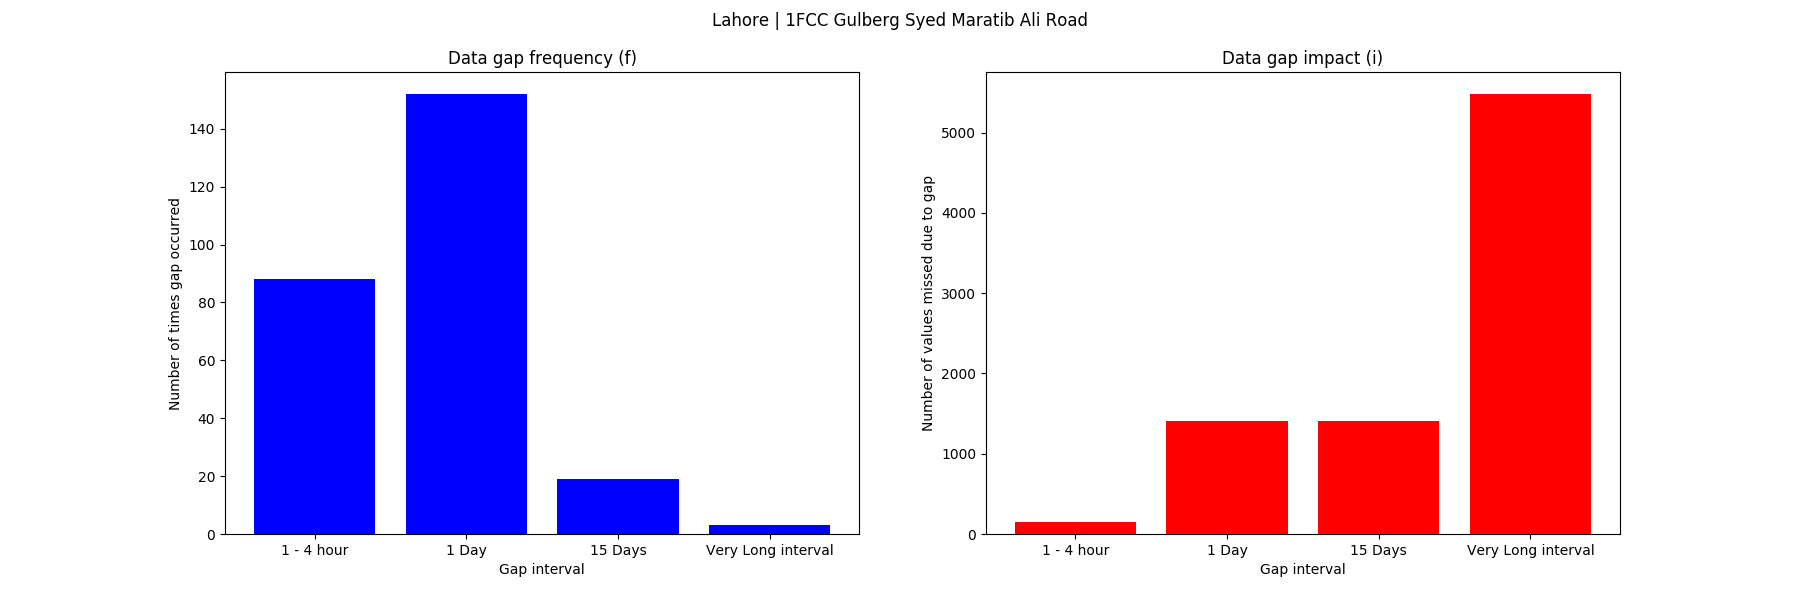 Lahore | 1FCC Gulberg Syed Maratib Ali Road
Data gap frequency (f)
Number of times gap occurred
140
120
100
80
60
40
20
0
1 - 4 hour
1 Day
15 Days
Very Long interval
Gap interval
Data gap impact (i)
Number of values missed due to gap
5000
4000
3000
2000
1000
0
1 - 4 hour
1 Day
15 Days
Very Long interval
Gap interval